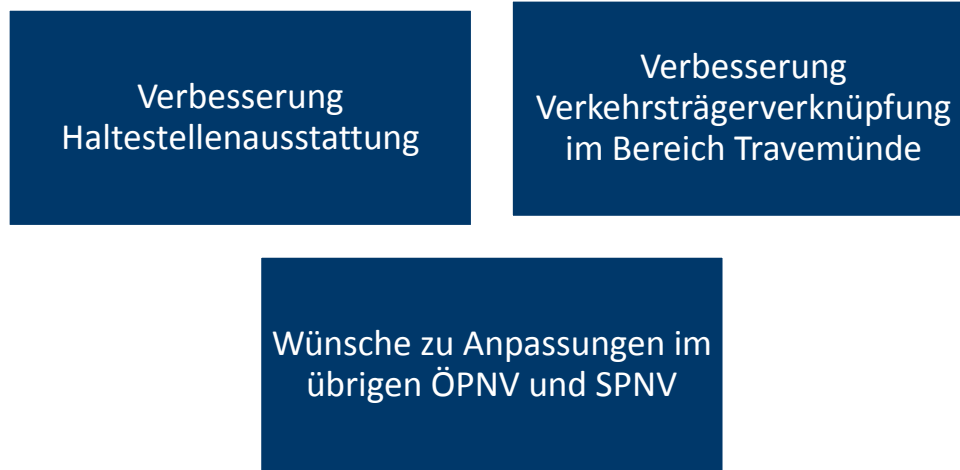 Verbesserung
Haltestellenausstattung
Verbesserung
Verkehrsträgerverknüpfung
im Bereich Travemünde
Wünsche zu Anpassungen im
übrigen ÖPNV und SPNV